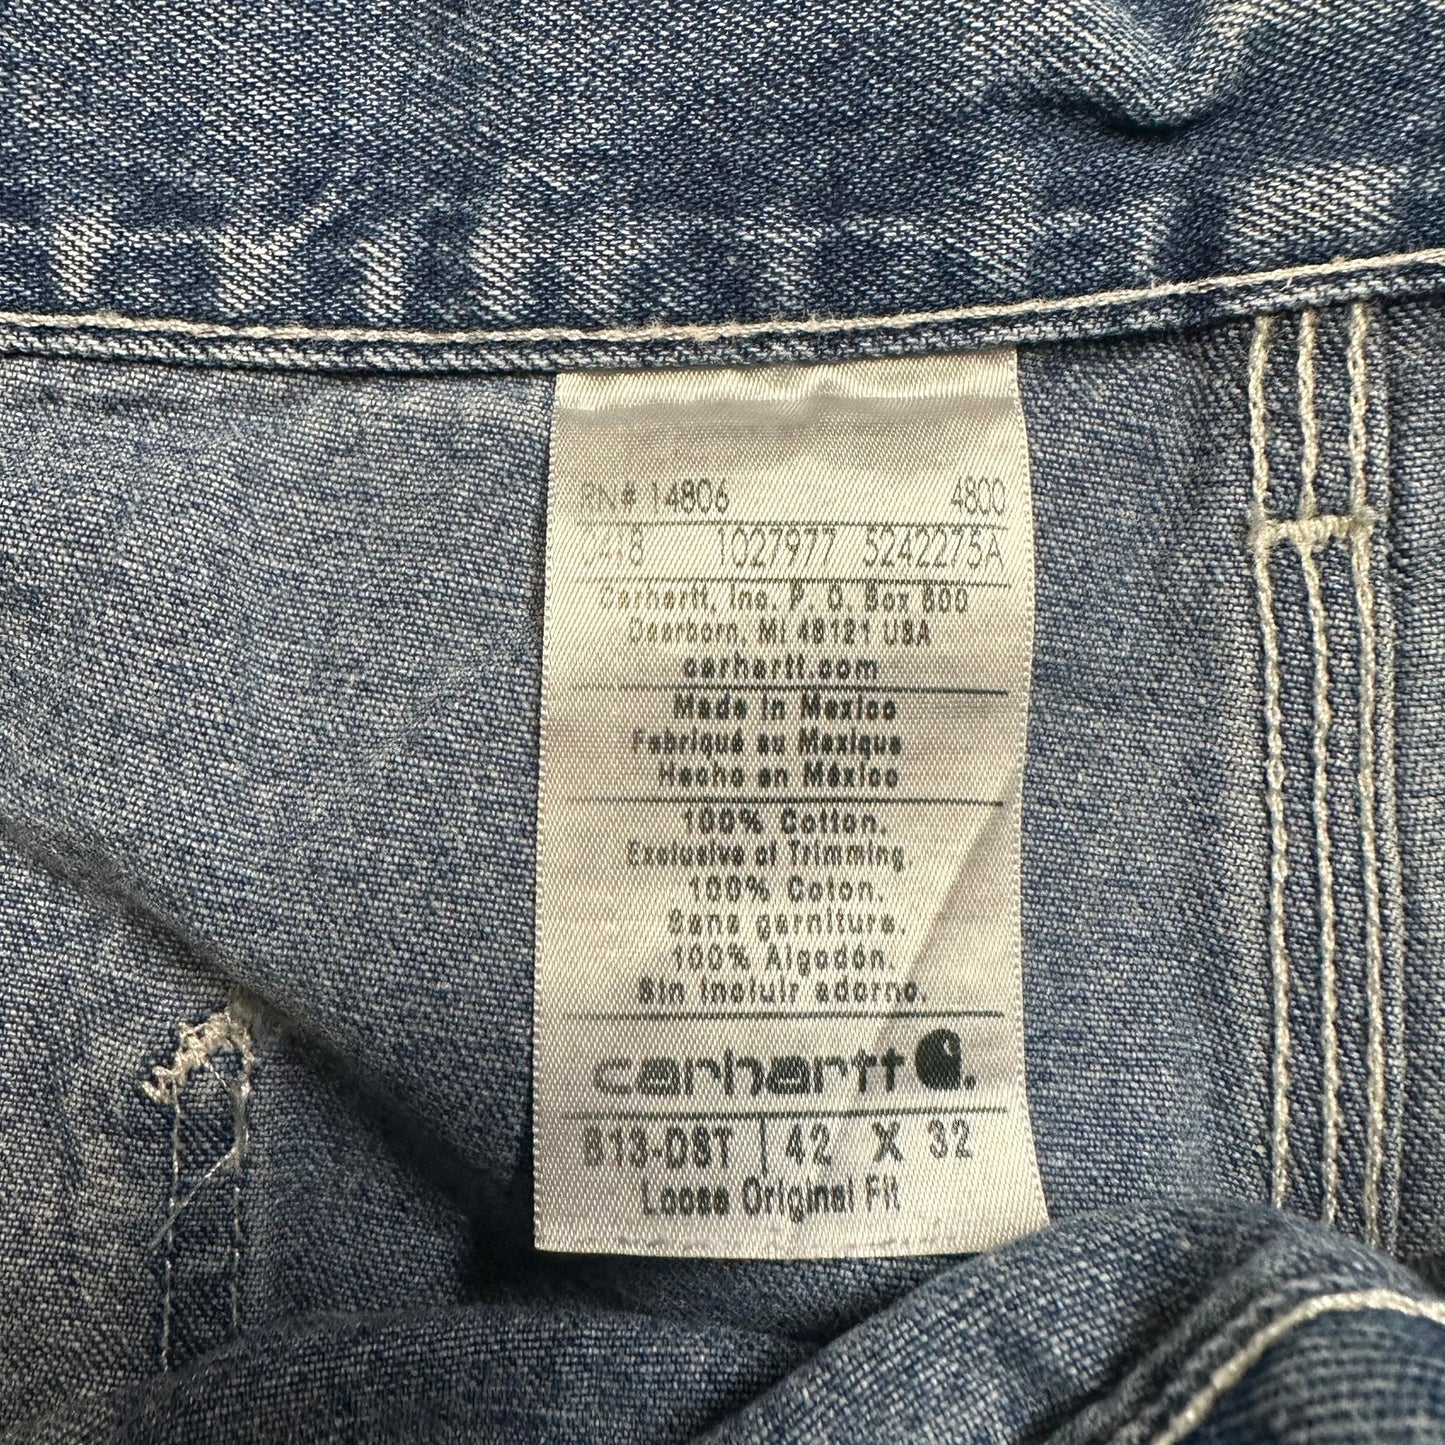 RN# 14806 4800
1027977 5242275A
Carhartt, Inc. P. O. Box 600
Dearborn, MI 48121 USA
carhartt.com
Made in Mexico
Fabriqué au Mexique
Hecho en México
100% Cotton.
Exclusive of Trimming.
100% Coton.
Sans garniture.
100% Algodón.
Sin incluir adorno.
carhartt
B13-DST 42 X 32
Loose Original Fit